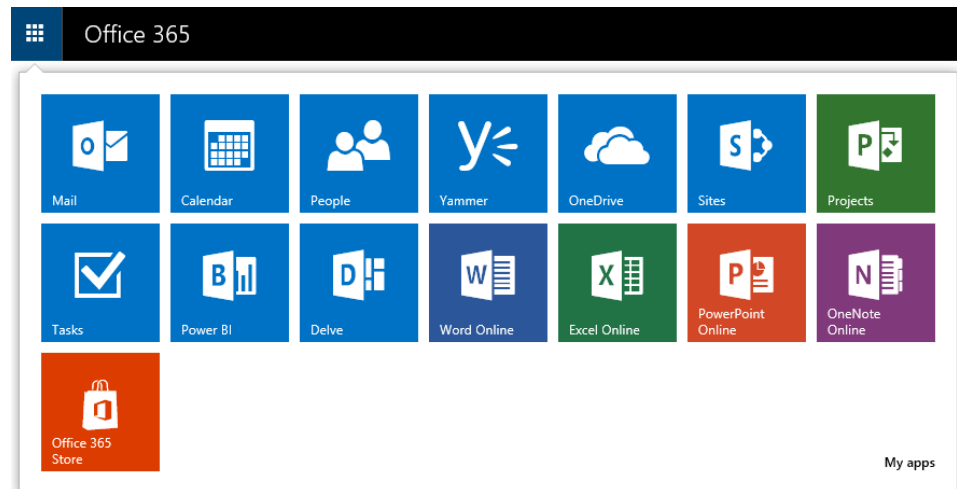 Office 365
Mail
Calendar
People
Yammer
OneDrive
Sites
Projects
Tasks
Power BI
Delve
Word Online
Excel Online
PowerPoint
Online
OneNote
Online
Office 365
Store
My apps